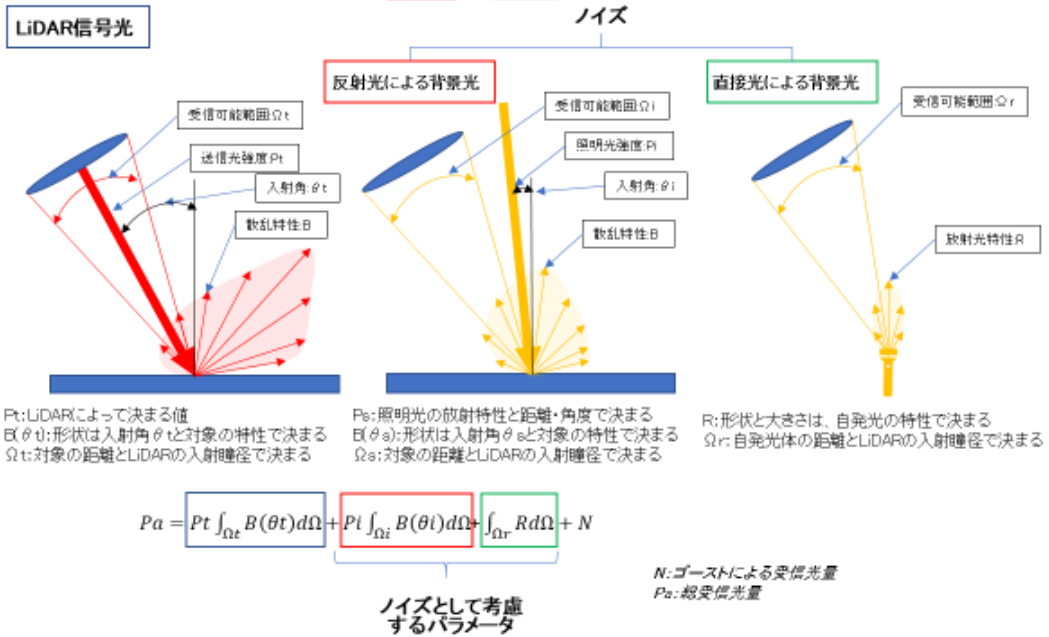 LiDAR信号光
ノイズ
反射光による背景光
直接光による背景光
受信可能範囲:Ωt
送信光強度:Pt
入射角:θt
散乱特性:B
受信可能範囲:Ωi
照明光強度:Pi
入射角:θi
散乱特性:B
受信可能範囲:Ωr
放射光特性:R
Pt:LiDARによって決まる値
B(θt):形状は入射角θtと対象の特性で決まる
Ωt:対象の距離とLiDARの入射瞳径で決まる
Ps:照明光の放射特性と距離・角度で決まる
B(θs):形状は入射角θsと対象の特性で決まる
Ωs:対象の距離とLiDARの入射瞳径で決まる
R:形状と大きさは、自発光の特性で決まる
Ωr:自発光体の距離とLiDARの入射瞳径で決まる
Pa = Pt ∫Ωt B(θt)dΩ + Pi ∫Ωi B(θi)dΩ + ∫Ωr RdΩ + N
ノイズとして考慮
するパラメータ
N:ゴーストによる受信光量
Pa:総受信光量